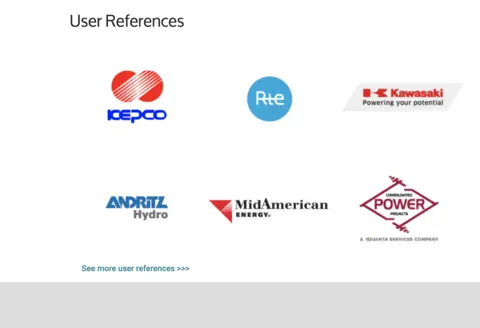 User References
KEPCO
Rte
Kawasaki
Powering your potential
ANDRITZ
Hydro
MidAmerican
ENERGY®
CONSOLIDATED
POWER
PROJECTS
A QUANTA SERVICES COMPANY
See more user references >>>